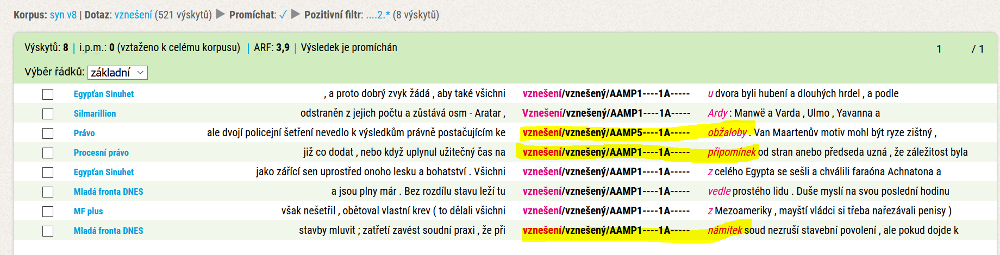 Korpus: syn v8 | Dotaz: vznešení (521 výskytů) ▶ Promíchat: ✓ ▶ Pozitivní filtr: ....2.* (8 výskytů)
Výskytů: 8 | i.p.m.: 0 (vztaženo k celému korpusu) | ARF: 3,9 | Výsledek je promíchán 1 / 1
Výběr řádků: základní
Egypťan Sinuhet , a proto dobrý zvyk žádá , aby také všichni vznešení/vznešený/AAMP1----1A----- u dvora byli hubení a dlouhých hrdel , a podle
Silmarillion odstraněn z jejich počtu a zůstává osm - Aratar , Vznešení/vznešený/AAMP1----1A----- Ardy : Manwë a Varda , Ulmo , Yavanna a
Právo ale dvojí policejní šetření nevedlo k výsledkům právně postačujícím ke vznešení/vznešený/AAMP5----1A----- obžaloby . Van Maartenův motiv mohl být ryze zištný ,
Procesní právo již co dodat , nebo když uplynul užitečný čas na vznešení/vznešený/AAMP1----1A----- připomínek od stran anebo předseda uzná , že záležitost byla
Egypťan Sinuhet jako zářící sen uprostřed onoho lesku a bohatství . Všichni vznešení/vznešený/AAMP1----1A----- z celého Egypta se sešli a chválili faraóna Achnatona a
Mladá fronta DNES a jsou plny már . Bez rozdílu stavu leží tu vznešení/vznešený/AAMP1----1A----- vedle prostého lidu . Duše myslí na svou poslední hodinu
MF plus však nešetřil , obětoval vlastní krev ( to dělali všichni vznešení/vznešený/AAMP1----1A----- z Mezoameriky , mayští vládci si třeba nařezávali penisy )
Mladá fronta DNES stavby mluvit ; zatřetí zavést soudní praxi , že při vznešení/vznešený/AAMP1----1A----- námitek soud nezruší stavební povolení , ale pokud dojde k